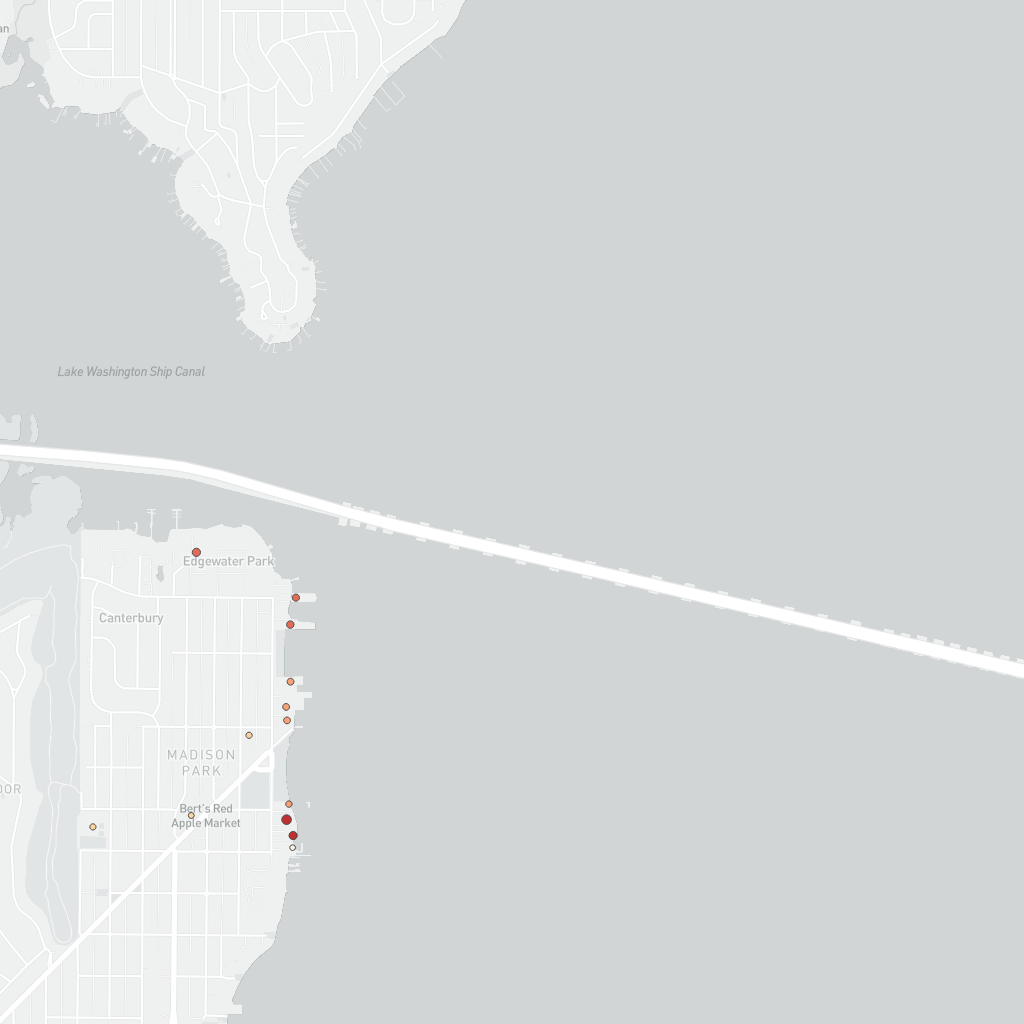 an
Lake Washington Ship Canal
Edgewater Park
Canterbury
MADISON
PARK
OOR
Bert's Red
Apple Market